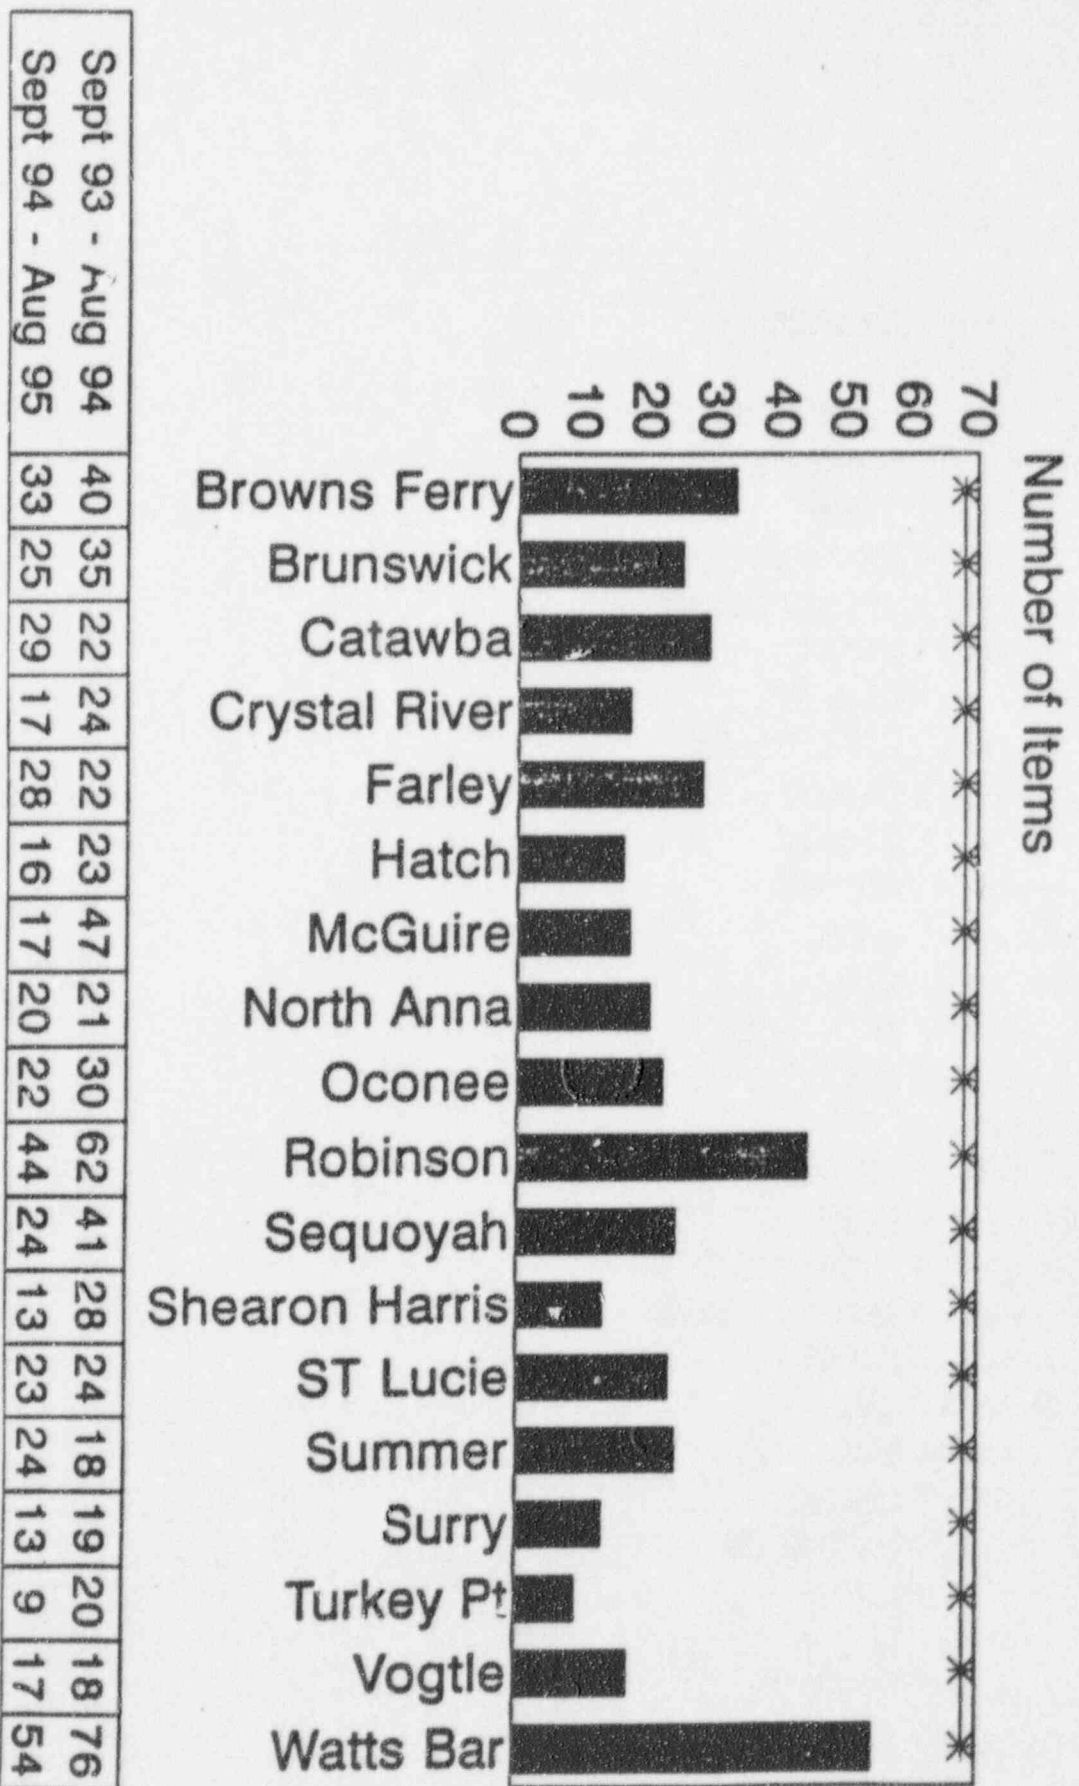 Number of Items
70
60
50
40
30
20
10
0
Browns Ferry
Brunswick
Catawba
Crystal River
Farley
Hatch
McGuire
North Anna
Oconee
Robinson
Sequoyah
Shearon Harris
ST Lucie
Summer
Surry
Turkey Pt
Vogtle
Watts Bar
Sept 93 - Aug 94 40 35 22 24 22 23 47 21 30 62 41 28 24 18 19 20 18 76
Sept 94 - Aug 95 33 25 29 17 28 16 17 20 22 44 24 13 23 24 13 9 17 54